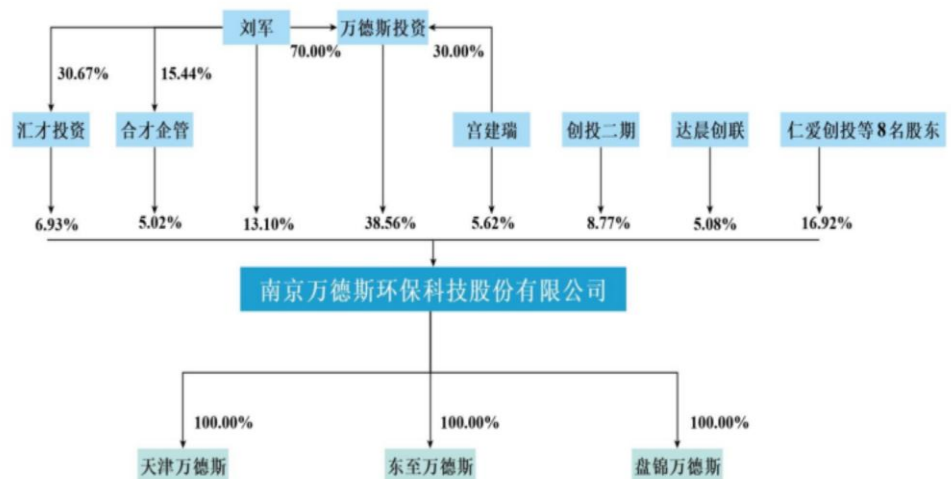 刘军
万德斯投资
70.00%
30.00%
30.67%
15.44%
汇才投资
合才企管
宫建瑞
创投二期
达晨创联
仁爱创投等8名股东
6.93%
5.02%
13.10%
38.56%
5.62%
8.77%
5.08%
16.92%
南京万德斯环保科技股份有限公司
100.00%
100.00%
100.00%
天津万德斯
东至万德斯
盘锦万德斯